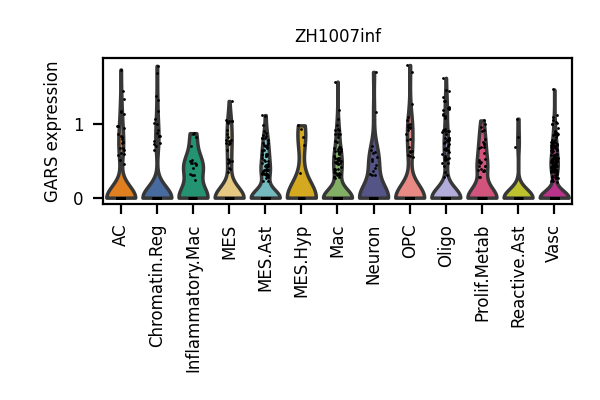 ZH1007inf
GARS expression
1
0
AC
Chromatin.Reg
Inflammatory.Mac
MES
MES.Ast
MES.Hyp
Mac
Neuron
OPC
Oligo
Prolif.Metab
Reactive.Ast
Vasc